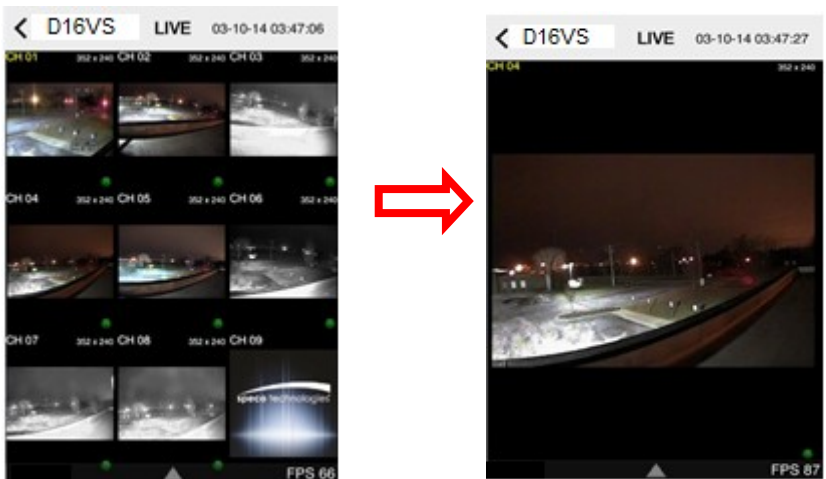 D16VS LIVE 03-10-14 03:47:06
CH 01 352 x 240 CH 02 352 x 240 CH 03 352 x 240
CH 04 352 x 240 CH 05 352 x 240 CH 06 352 x 240
CH 07 352 x 240 CH 08 352 x 240 CH 09
speco technologies
FPS 66
D16VS LIVE 03-10-14 03:47:27
CH 04 352 x 240
FPS 87